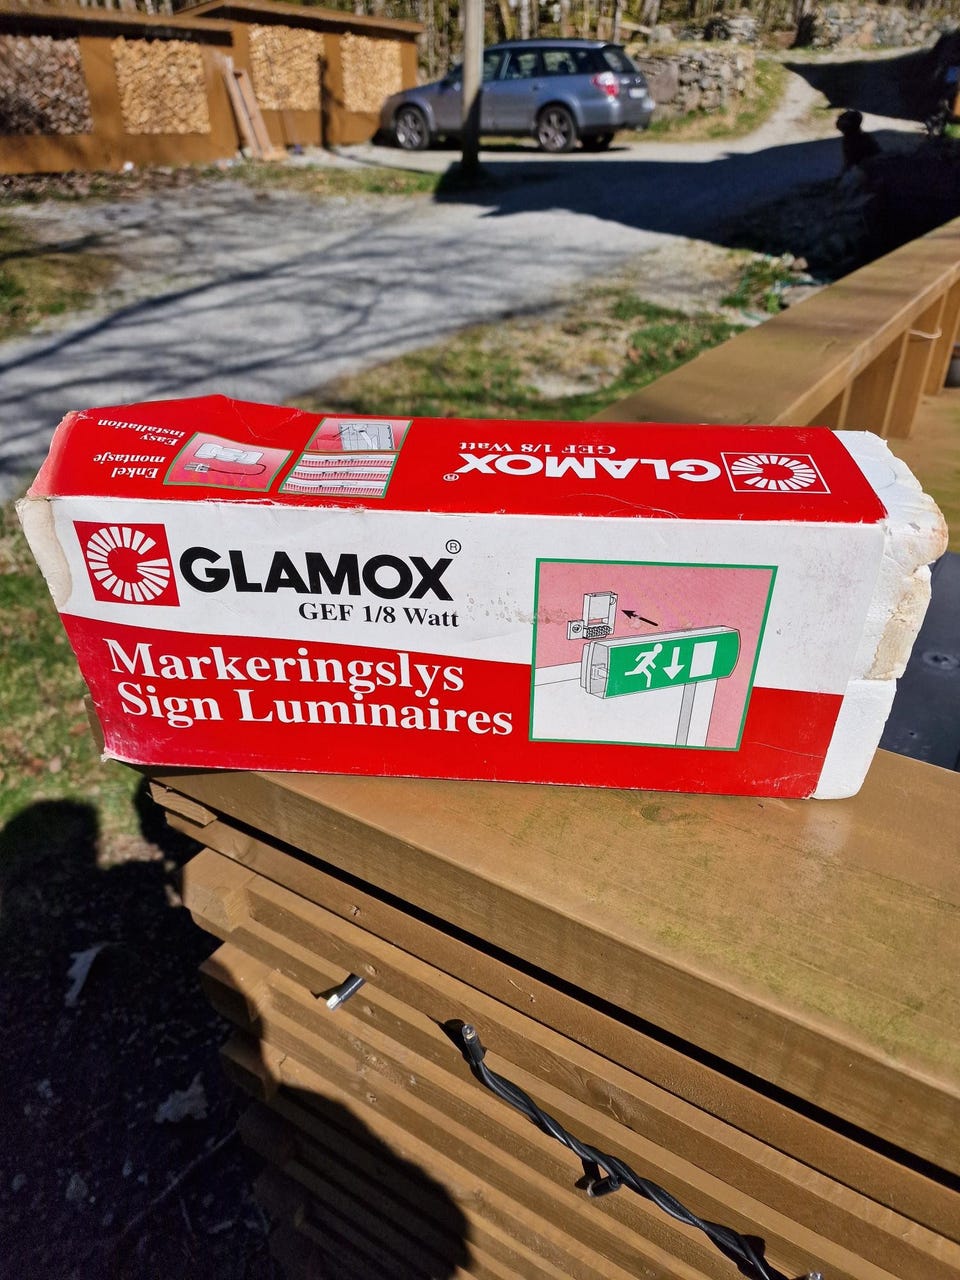 Enkel
montasje
Easy
installation
GLAMOX®
GEF 1/8 Watt
GLAMOX®
GEF 1/8 Watt
Markeringslys
Sign Luminaires